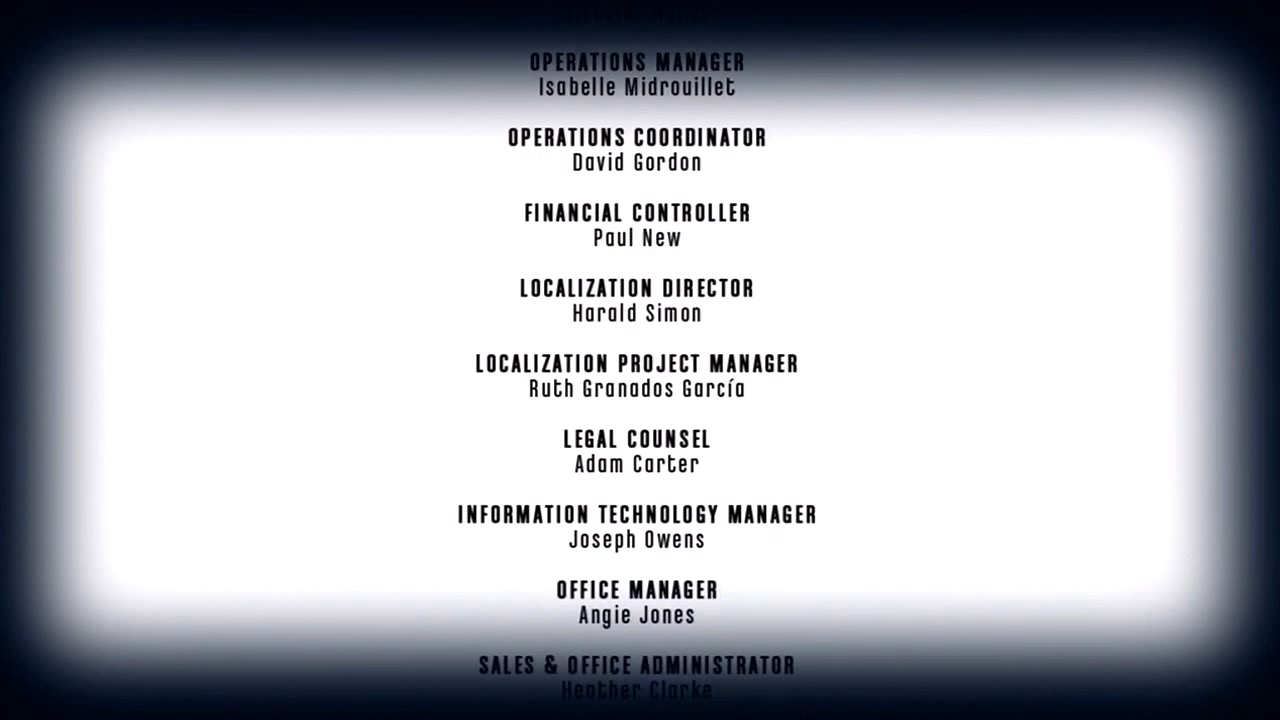 OPERATIONS MANAGER
Isabelle Midrouillet
OPERATIONS COORDINATOR
David Gordon
FINANCIAL CONTROLLER
Paul New
LOCALIZATION DIRECTOR
Harald Simon
LOCALIZATION PROJECT MANAGER
Ruth Granados García
LEGAL COUNSEL
Adam Carter
INFORMATION TECHNOLOGY MANAGER
Joseph Owens
OFFICE MANAGER
Angie Jones
SALES & OFFICE ADMINISTRATOR
Heather Clarke